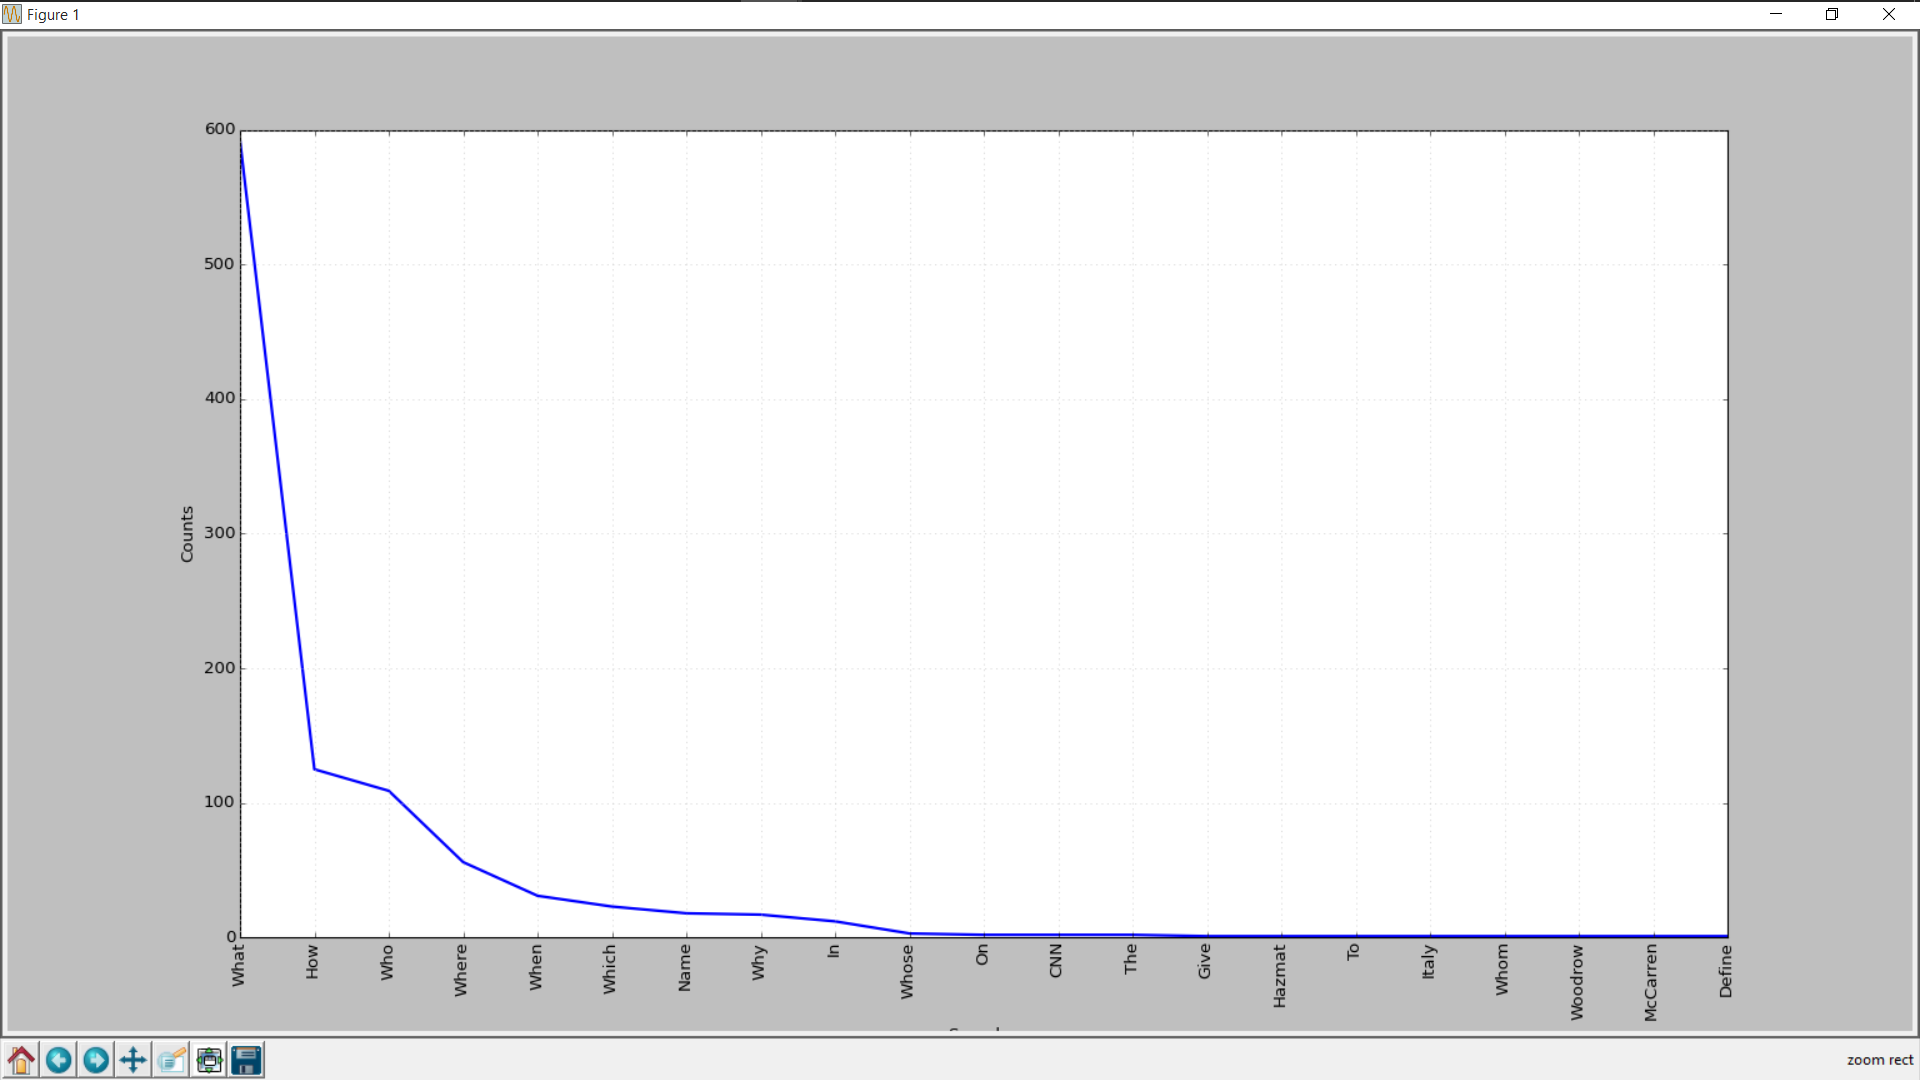 Figure 1
600
500
400
300
200
100
0
Counts
What
How
Who
Where
When
Which
Name
Why
In
Whose
On
CNN
The
Give
Hazmat
To
Italy
Whom
Woodrow
McCarren
Define
zoom rect